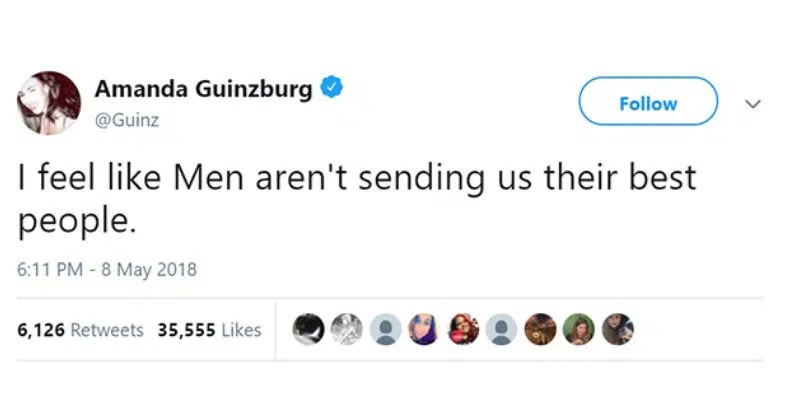 Amanda Guinzburg
@Guinz
Follow
I feel like Men aren't sending us their best
people.
6:11 PM - 8 May 2018
6,126 Retweets 35,555 Likes